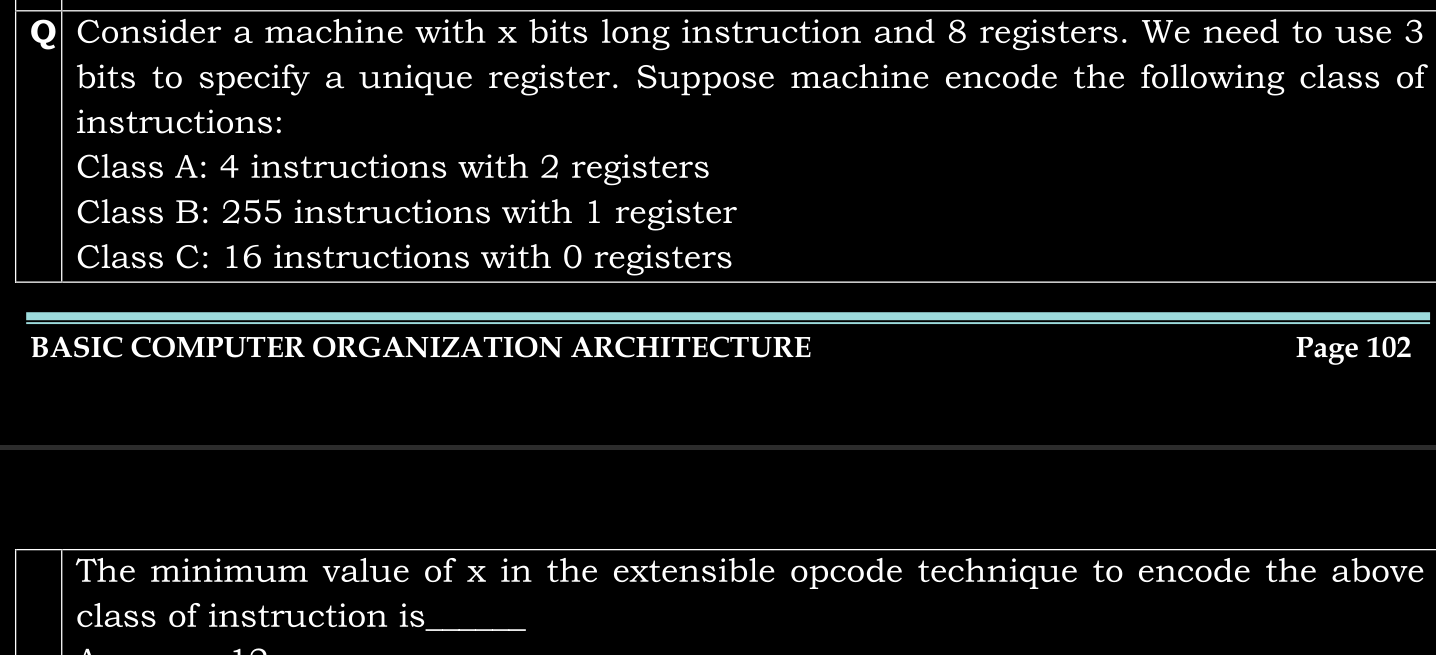 Q Consider a machine with x bits long instruction and 8 registers. We need to use 3
bits to specify a unique register. Suppose machine encode the following class of
instructions:
Class A: 4 instructions with 2 registers
Class B: 255 instructions with 1 register
Class C: 16 instructions with 0 registers
BASIC COMPUTER ORGANIZATION ARCHITECTURE Page 102
The minimum value of x in the extensible opcode technique to encode the above
class of instruction is______